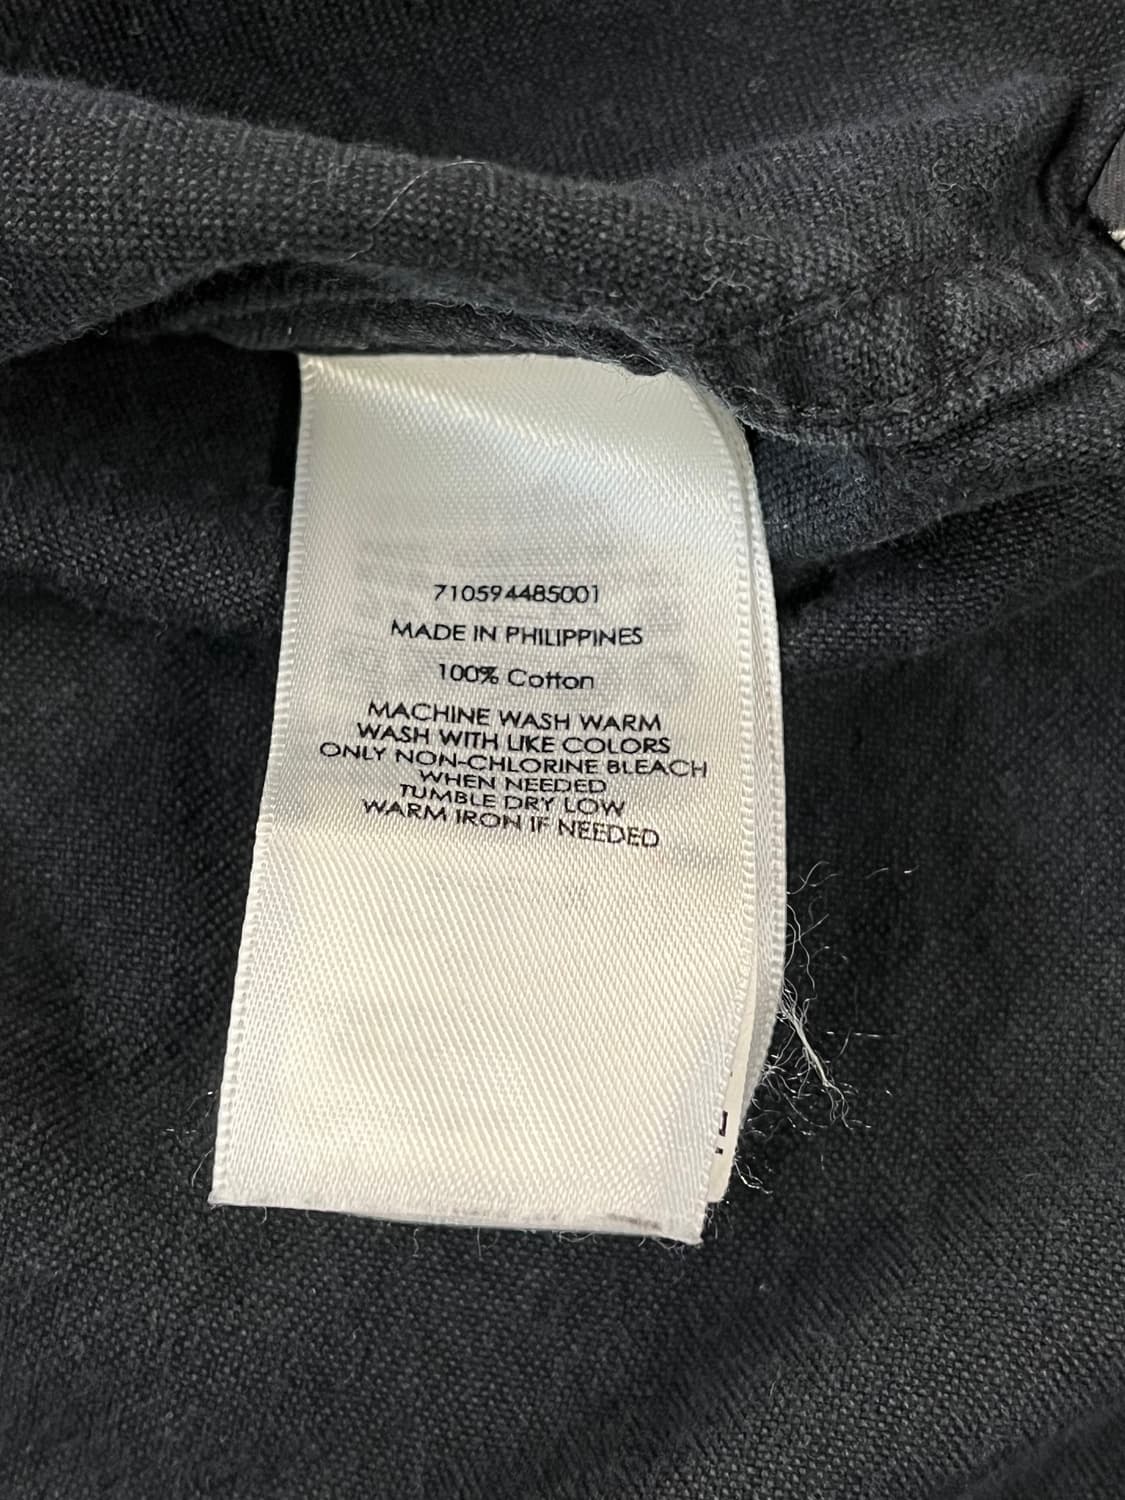 710594485001
MADE IN PHILIPPINES
100% Cotton
MACHINE WASH WARM
WASH WITH LIKE COLORS
ONLY NON-CHLORINE BLEACH
WHEN NEEDED
TUMBLE DRY LOW
WARM IRON IF NEEDED